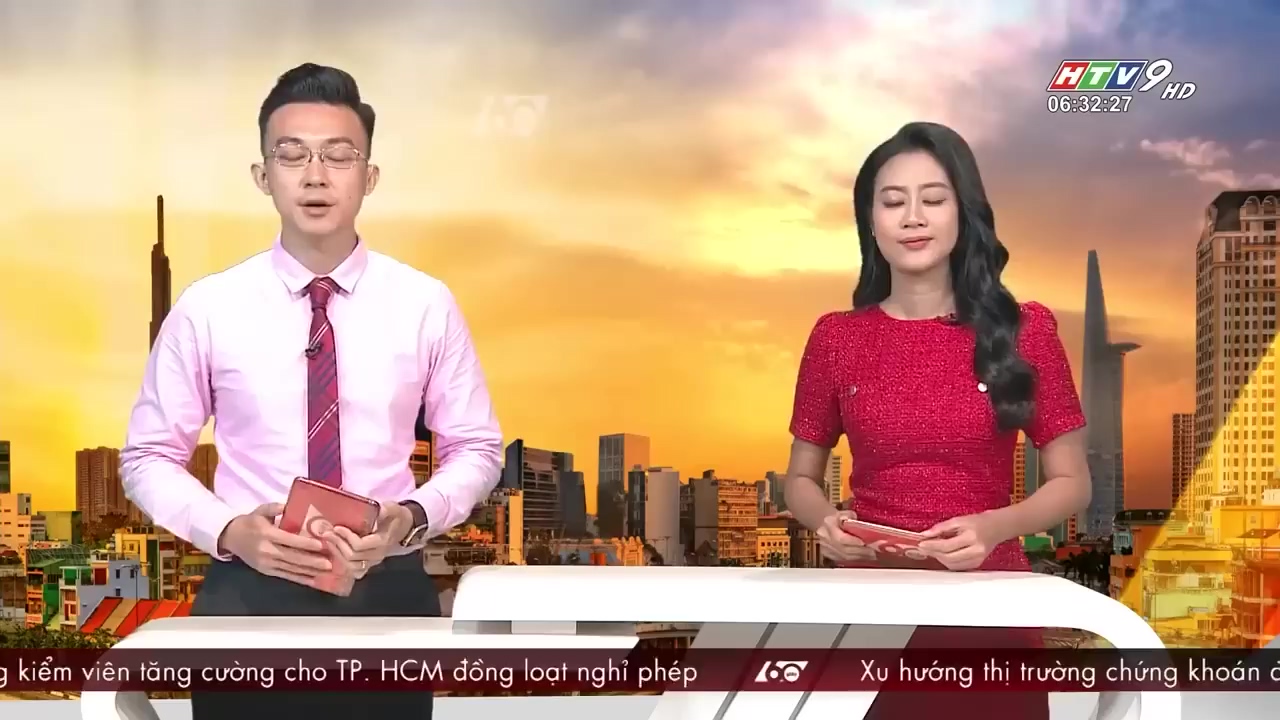 HTV9 HD
06:32:27
kiểm viên tăng cường cho TP. HCM đồng loạt nghỉ phép
60
Xu hướng thị trường chứng khoán